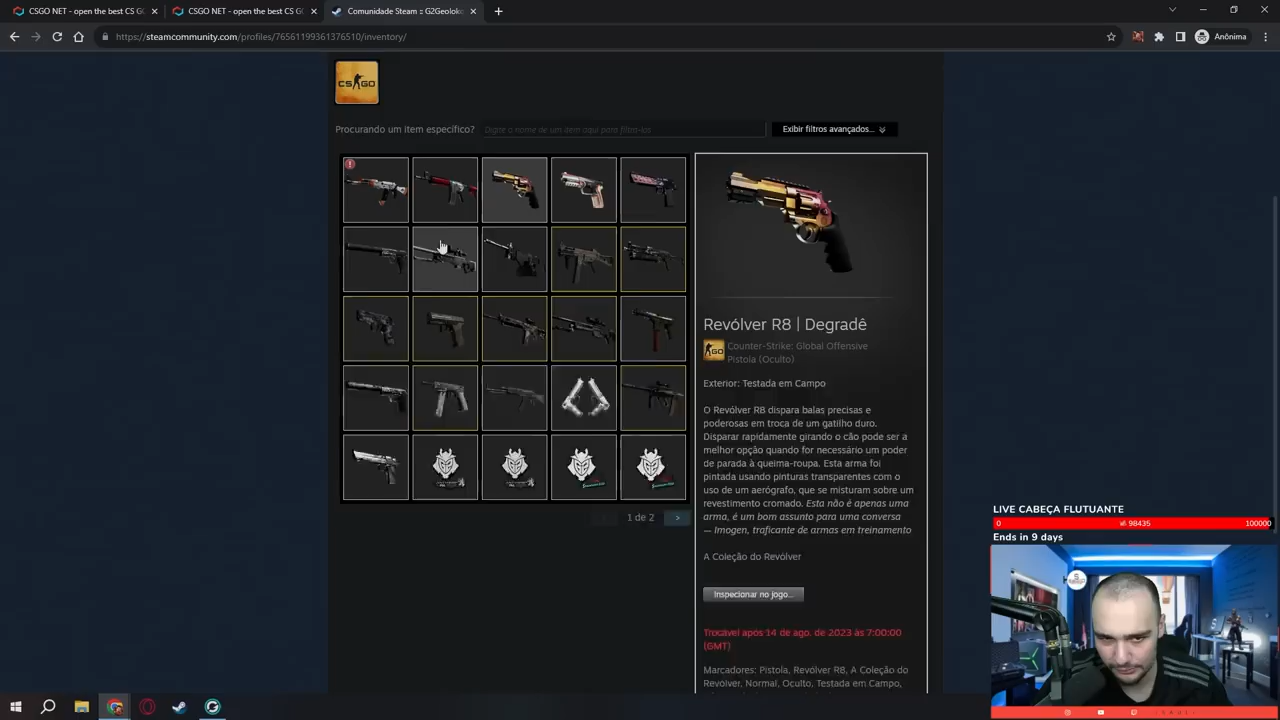 CSGO NET - open the best CS G
CSGO NET - open the best CS G
Comunidade Steam :: G2Geoloko
https://steamcommunity.com/profiles/76561199361376510/inventory/
Anônima
CS GO
Procurando um item específico?
Digite o nome de um item aqui para filtrá-los
Exibir filtros avançados...
Revólver R8 | Degradê
Counter-Strike: Global Offensive
Pistola (Oculto)
Exterior: Testada em Campo
O Revólver R8 dispara balas precisas e
poderosas em troca de um gatilho duro.
Disparar rapidamente girando o cão pode ser a
melhor opção quando for necessário um poder
de parada à queima-roupa. Esta arma foi
pintada usando pinturas transparentes com o
uso de um aerógrafo, que se misturam sobre um
revestimento cromado. Esta não é apenas uma
arma, é um bom assunto para uma conversa
— Imogen, traficante de armas em treinamento
A Coleção do Revólver
Inspecionar no jogo...
Trocável após 14 de ago. de 2023 às 7:00:00
(GMT)
Marcadores: Pistola, Revólver R8, A Coleção do
Revólver, Normal, Oculto, Testada em Campo,
1 de 2
LIVE CABEÇA FLUTUANTE
0
98435
100000
Ends in 9 days